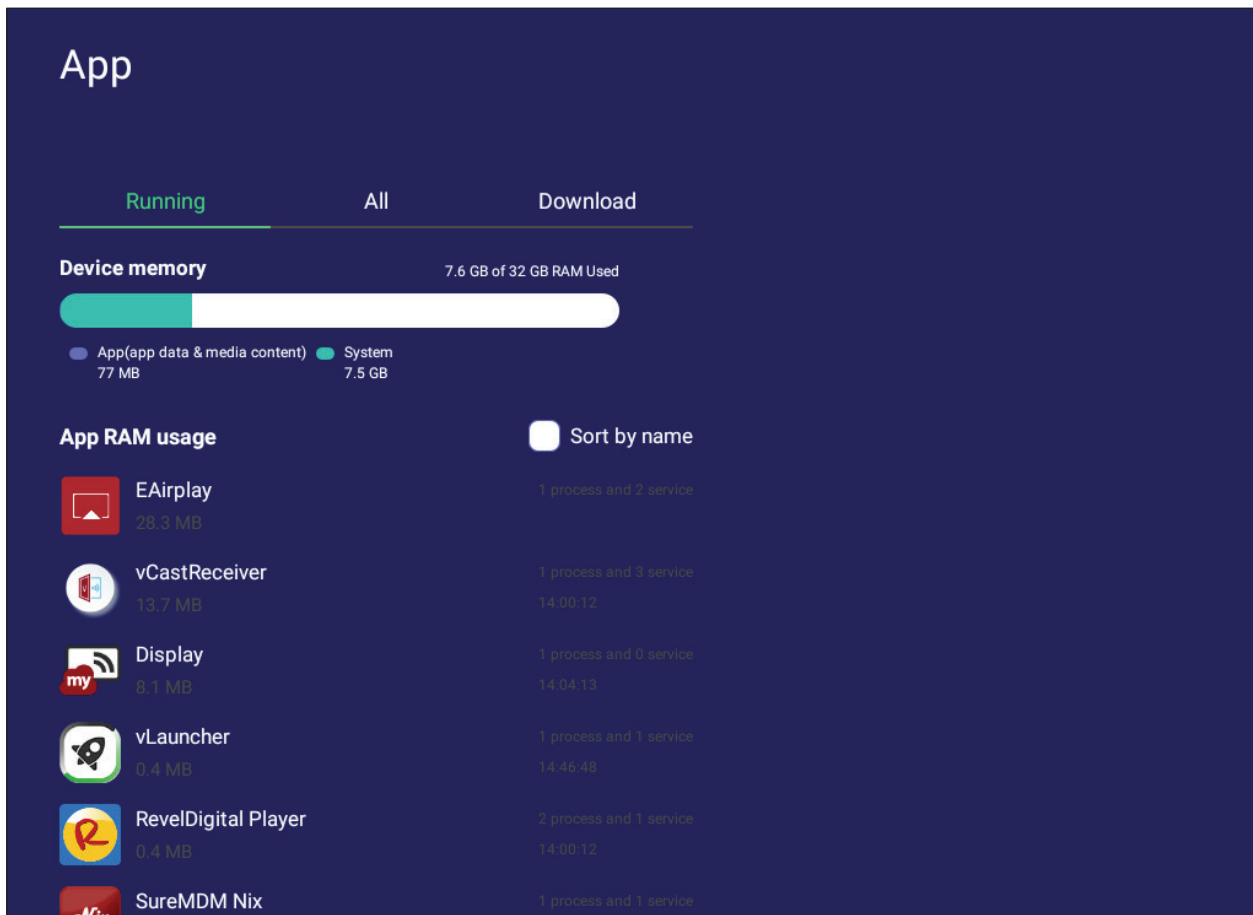 App
Running All Download
Device memory 7.6 GB of 32 GB RAM Used
App(app data & media content) System
77 MB 7.5 GB
App RAM usage Sort by name
EAirplay 1 process and 2 service
28.3 MB
vCastReceiver 1 process and 3 service
13.7 MB 14:00:12
Display 1 process and 0 service
my
8.1 MB 14:04:13
vLauncher 1 process and 1 service
0.4 MB 14:46:48
RevelDigital Player 2 process and 1 service
R
0.4 MB 14:00:12
SureMDM Nix 1 process and 1 service
Nix